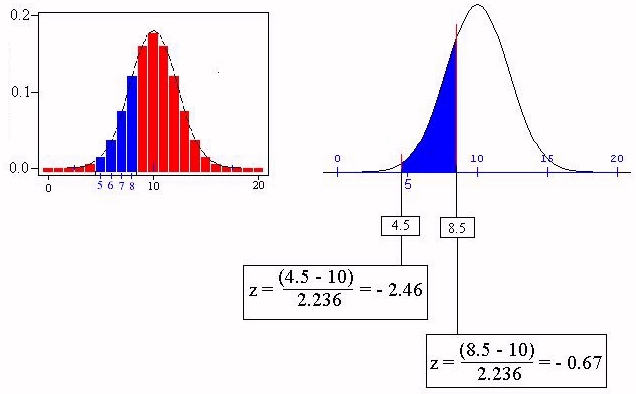 0.2
0.1
0.0
0 5 6 7 8 10 20
0 5 10 15 20
4.5
8.5
z = (4.5 - 10) / 2.236 = - 2.46
z = (8.5 - 10) / 2.236 = - 0.67